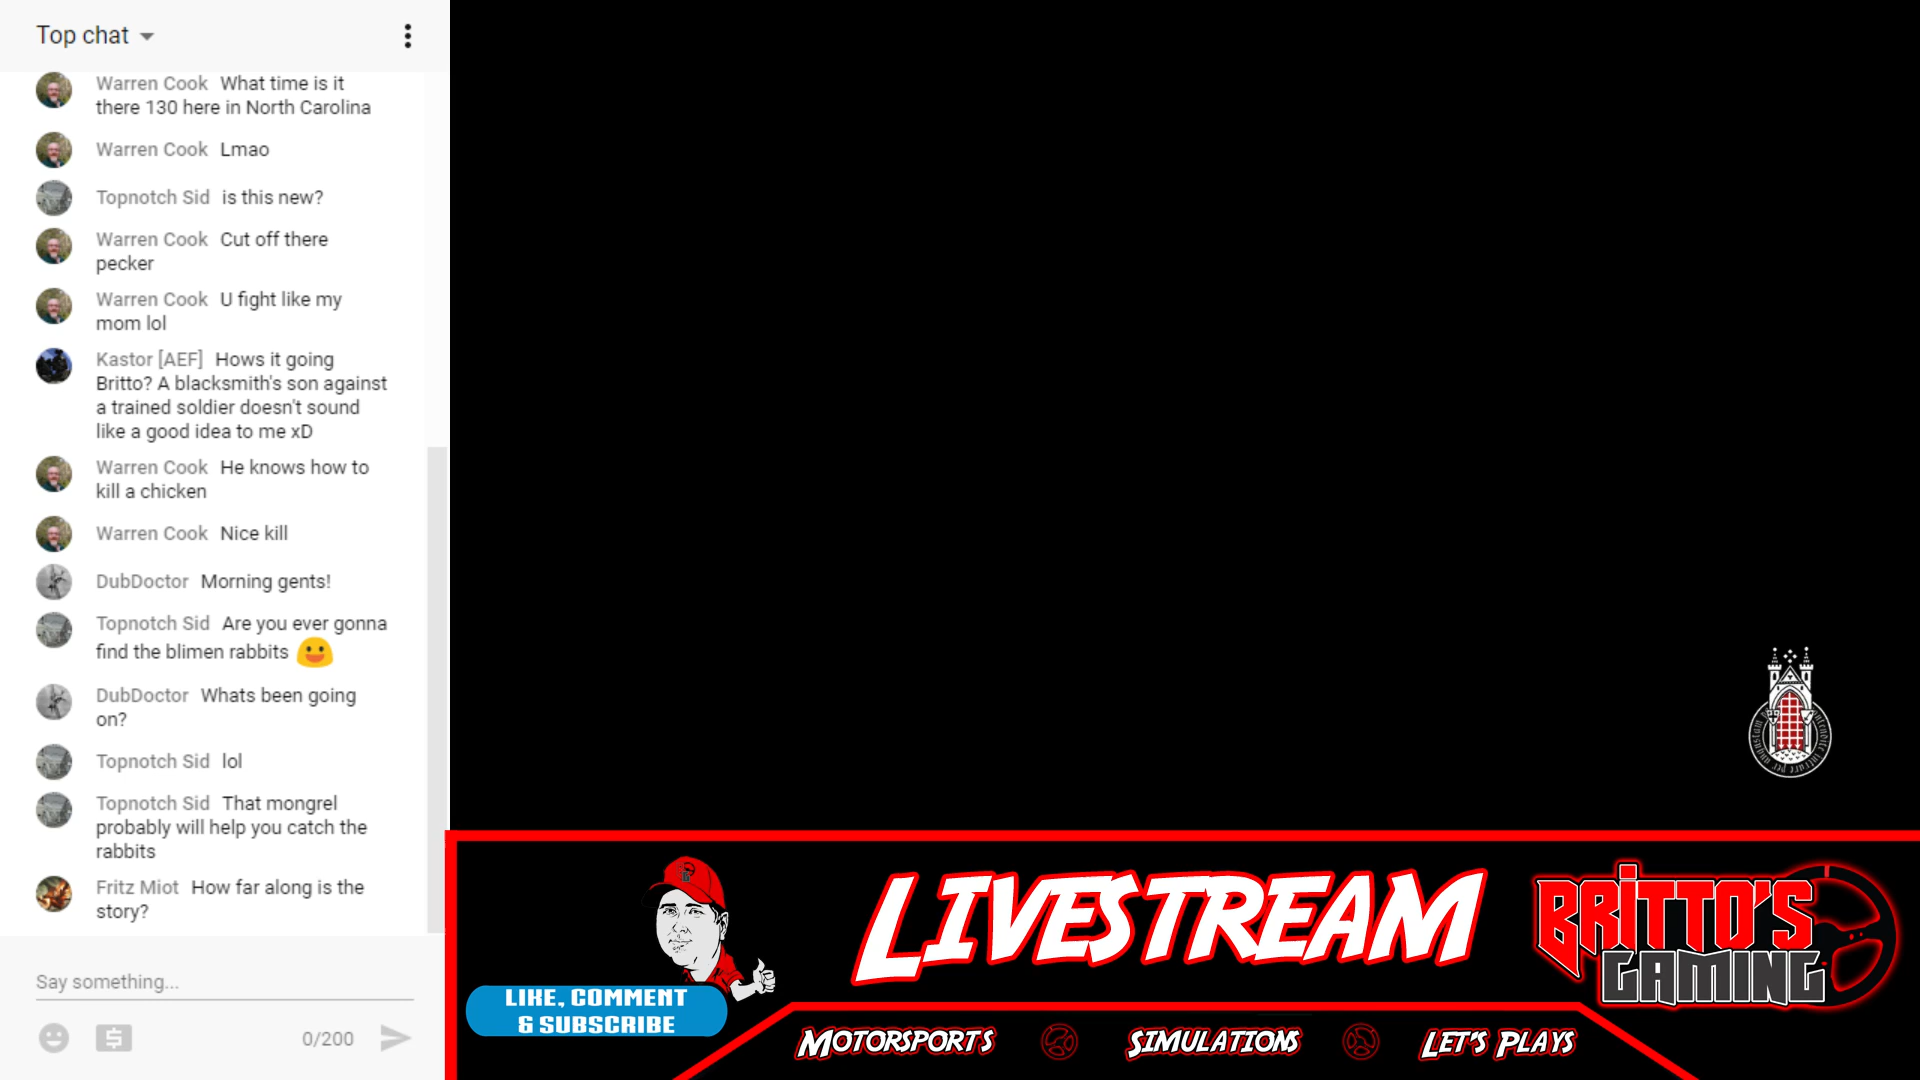 Top chat
Warren Cook What time is it
there 130 here in North Carolina
Warren Cook Lmao
Topnotch Sid is this new?
Warren Cook Cut off there
pecker
Warren Cook U fight like my
mom lol
Kastor [AEF] Hows it going
Britto? A blacksmith's son against
a trained soldier doesn't sound
like a good idea to me xD
Warren Cook He knows how to
kill a chicken
Warren Cook Nice kill
DubDoctor Morning gents!
Topnotch Sid Are you ever gonna
find the blimen rabbits
DubDoctor Whats been going
on?
Topnotch Sid lol
Topnotch Sid That mongrel
probably will help you catch the
rabbits
Fritz Miot How far along is the
story?
Say something...
0/200
LIKE, COMMENT
& SUBSCRIBE
LIVESTREAM
BRITTO'S
GAMING
MOTORSPORTS
SIMULATIONS
LET'S PLAYS